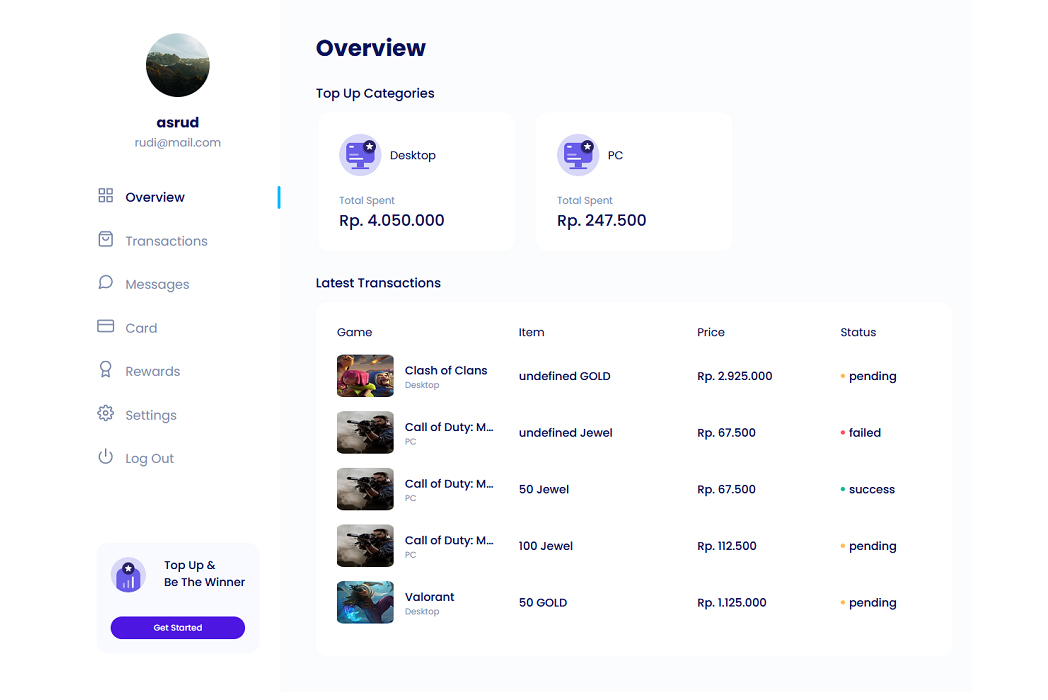 asrud
rudi@mail.com
Overview
Transactions
Messages
Card
Rewards
Settings
Log Out
Top Up &
Be The Winner
Get Started
Overview
Top Up Categories
Desktop
Total Spent
Rp. 4.050.000
PC
Total Spent
Rp. 247.500
Latest Transactions
Game Item Price Status
Clash of Clans
Desktop
undefined GOLD Rp. 2.925.000 pending
Call of Duty: M...
PC
undefined Jewel Rp. 67.500 failed
Call of Duty: M...
PC
50 Jewel Rp. 67.500 success
Call of Duty: M...
PC
100 Jewel Rp. 112.500 pending
Valorant
Desktop
50 GOLD Rp. 1.125.000 pending